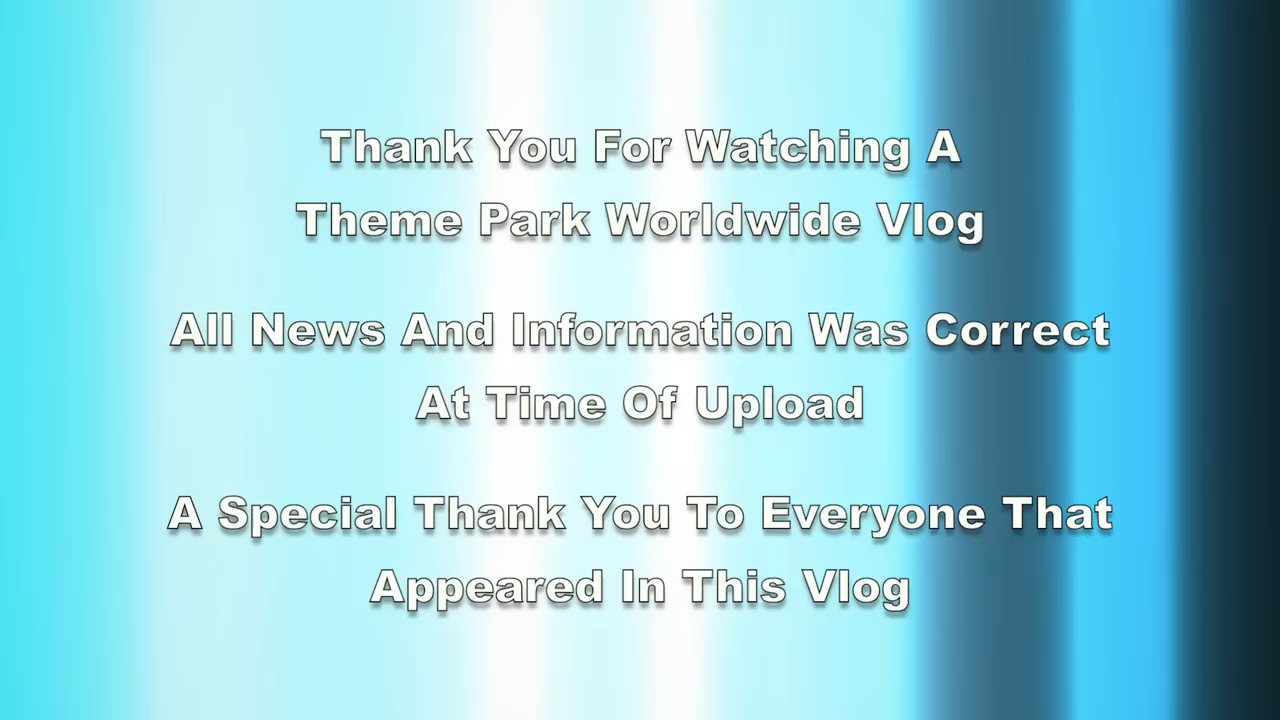 Thank You For Watching A
Theme Park Worldwide Vlog
All News And Information Was Correct
At Time Of Upload
A Special Thank You To Everyone That
Appeared In This Vlog